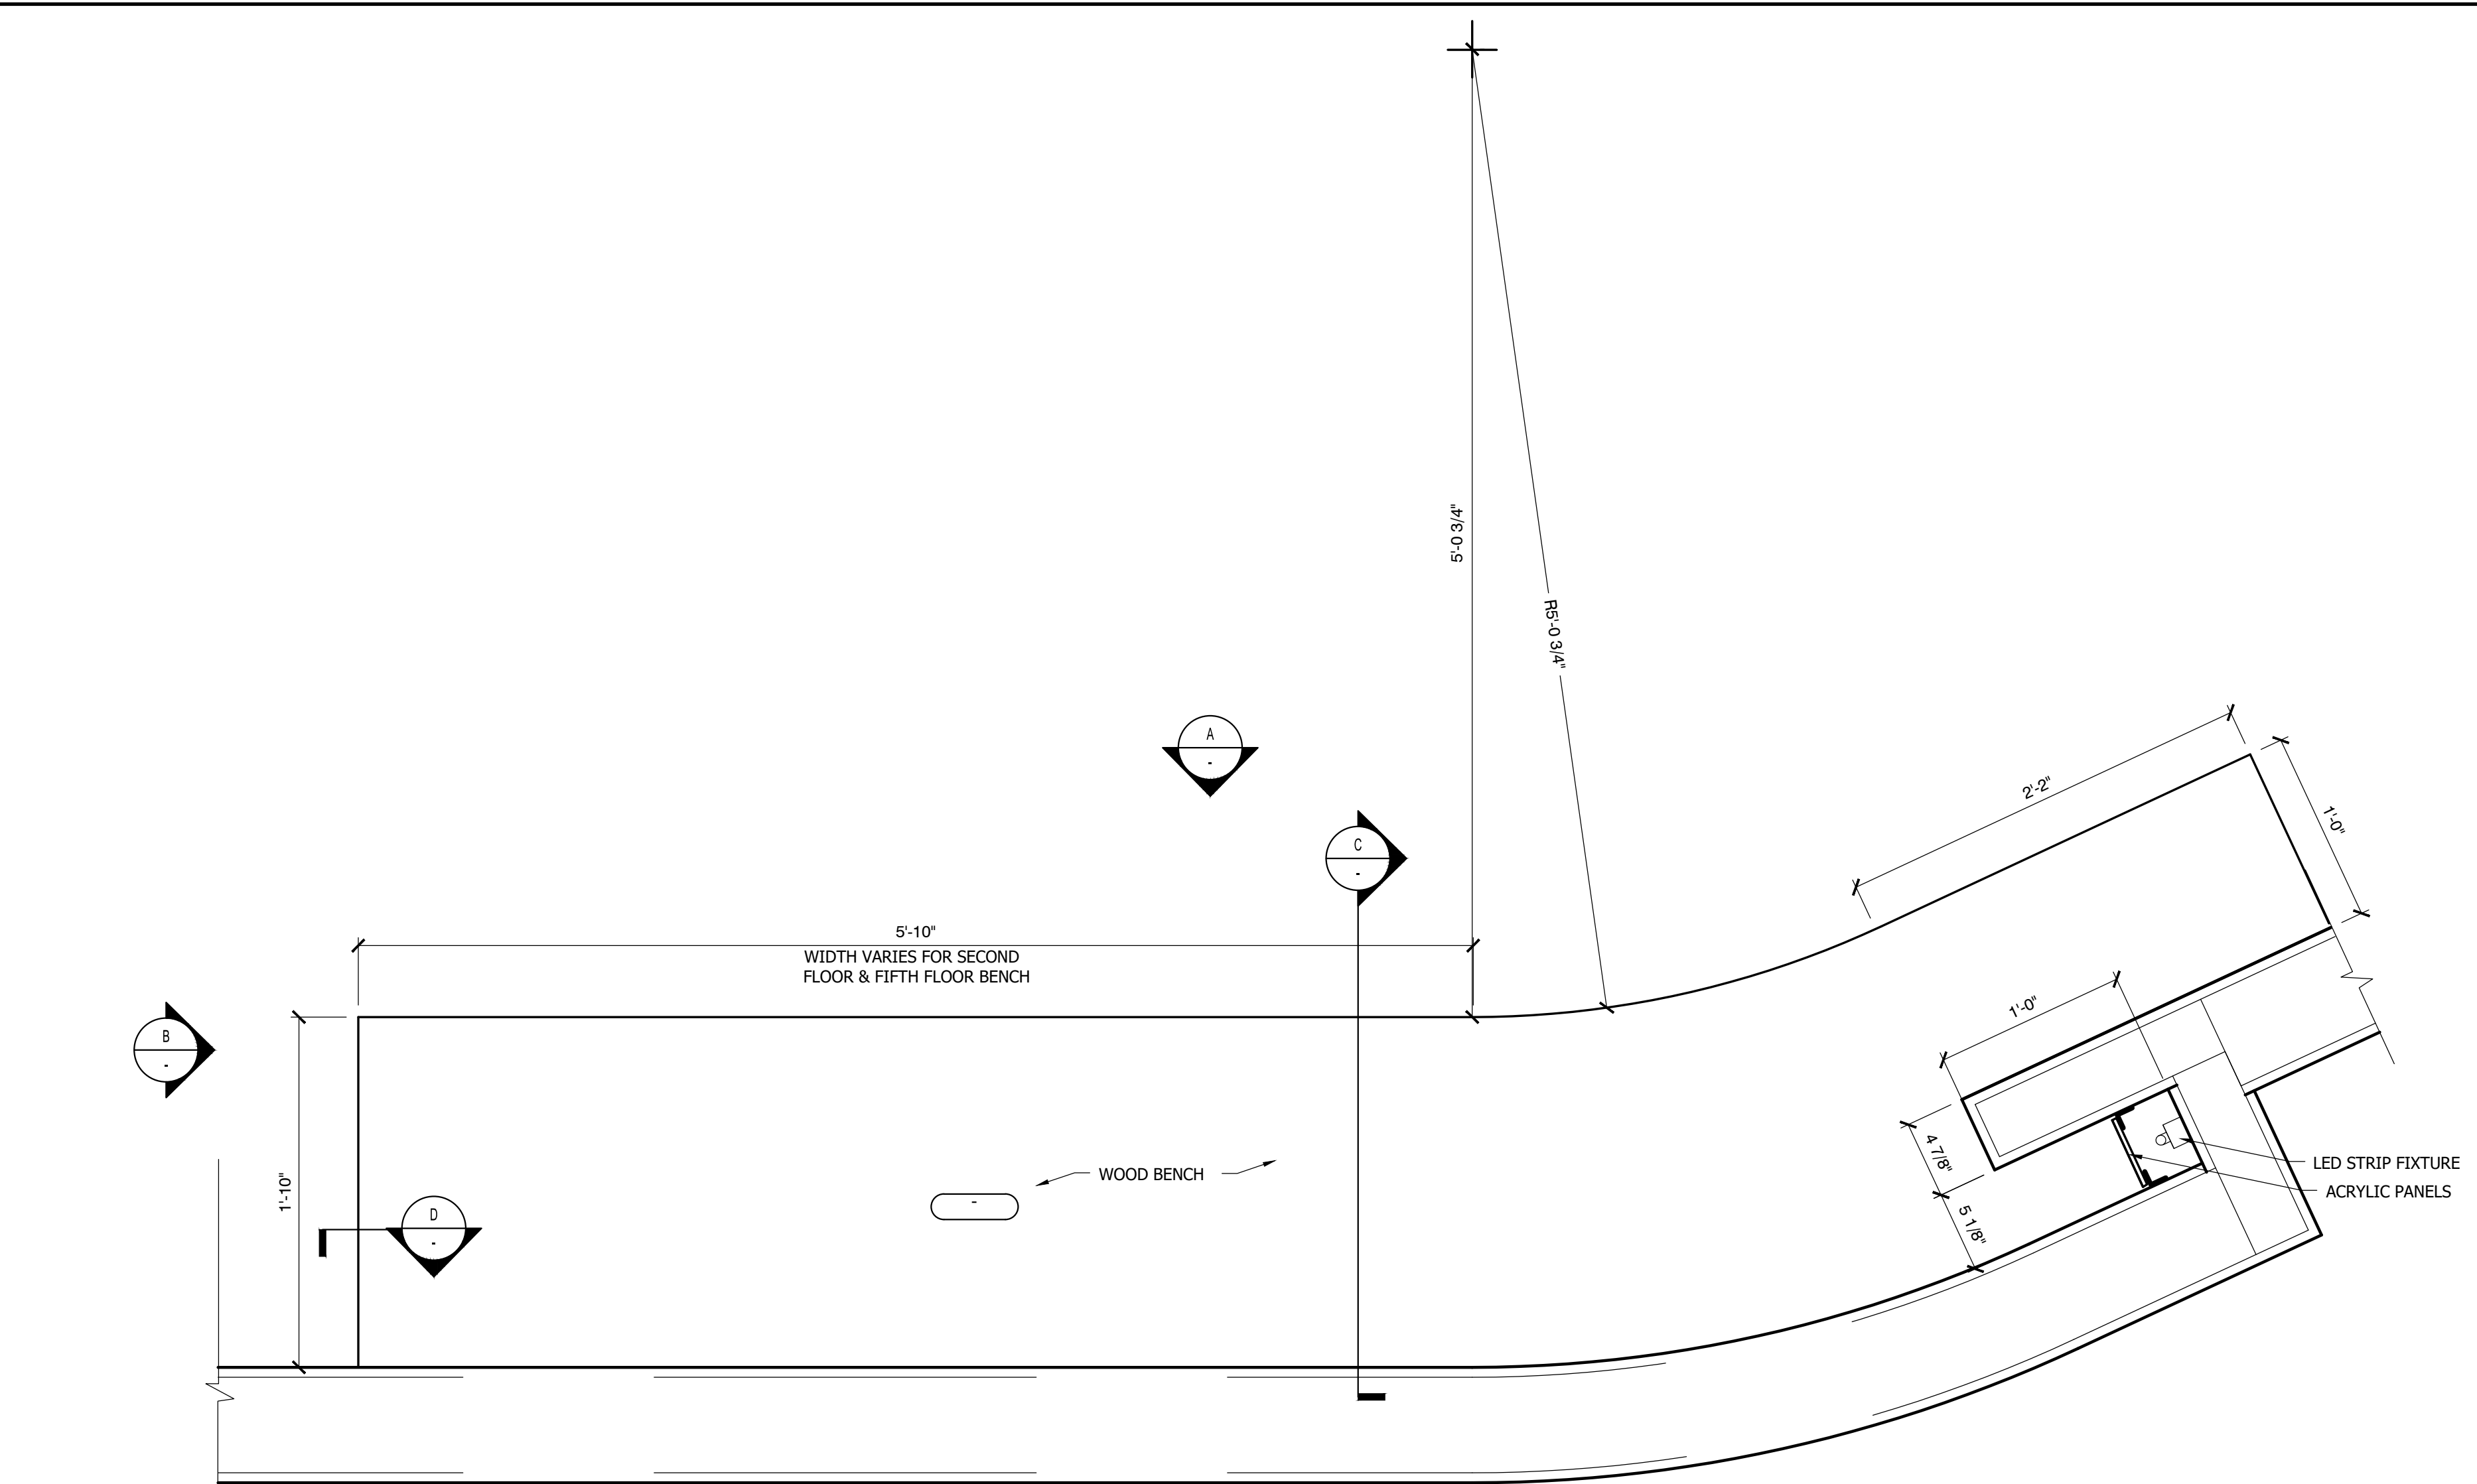 5'-0 3/4"
R5'-0 3/4"
A
-
2'-2"
1'-0"
C
-
5'-10"
WIDTH VARIES FOR SECOND
FLOOR & FIFTH FLOOR BENCH
B
-
1'-0"
4 7/8"
5 1/8"
LED STRIP FIXTURE
ACRYLIC PANELS
WOOD BENCH
-
1'-10"
D
-